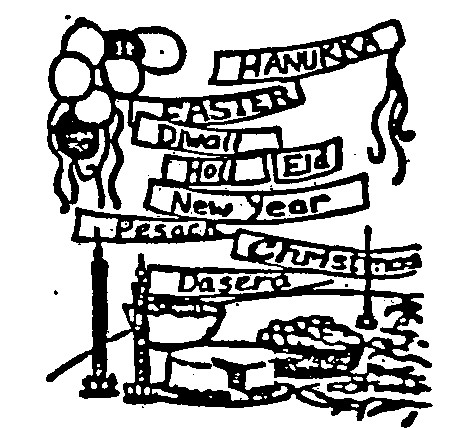 HANUKKA
EASTER
Diwali
Holi Eid
New Year
Pesach
Christmas
Dasera